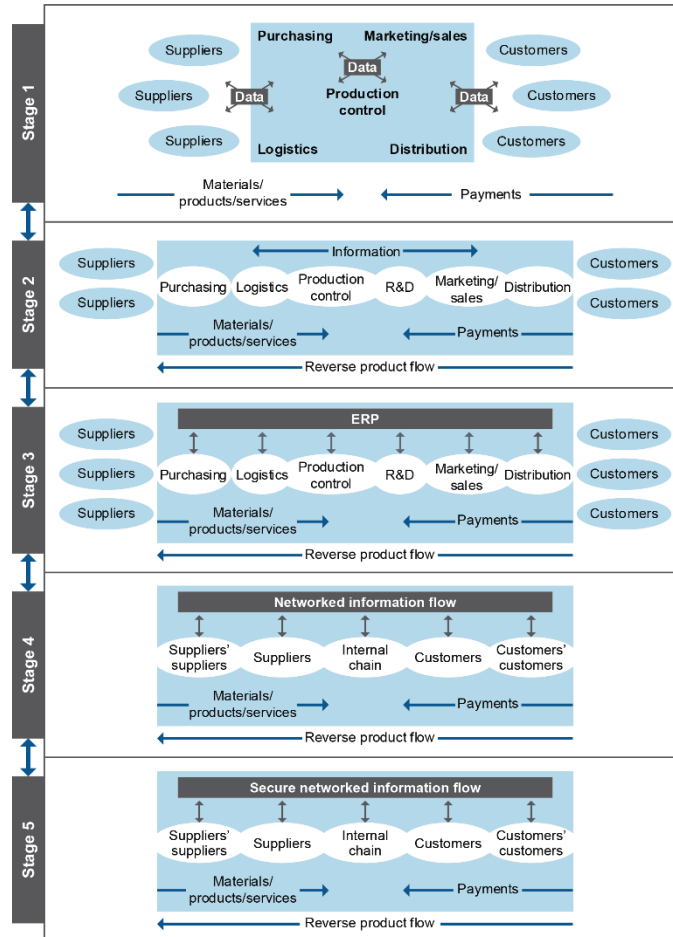 Stage 1
Suppliers
Suppliers
Suppliers
Purchasing
Marketing/sales
Data
Data
Data
Production
control
Logistics
Distribution
Customers
Customers
Customers
Materials/
products/services
Payments
Stage 2
Suppliers
Suppliers
Information
Purchasing
Logistics
Production
control
R&D
Marketing/
sales
Distribution
Customers
Customers
Materials/
products/services
Payments
Reverse product flow
Stage 3
Suppliers
Suppliers
Suppliers
ERP
Purchasing
Logistics
Production
control
R&D
Marketing/
sales
Distribution
Customers
Customers
Customers
Materials/
products/services
Payments
Reverse product flow
Stage 4
Networked information flow
Suppliers'
suppliers
Suppliers
Internal
chain
Customers
Customers'
customers
Materials/
products/services
Payments
Reverse product flow
Stage 5
Secure networked information flow
Suppliers'
suppliers
Suppliers
Internal
chain
Customers
Customers'
customers
Materials/
products/services
Payments
Reverse product flow